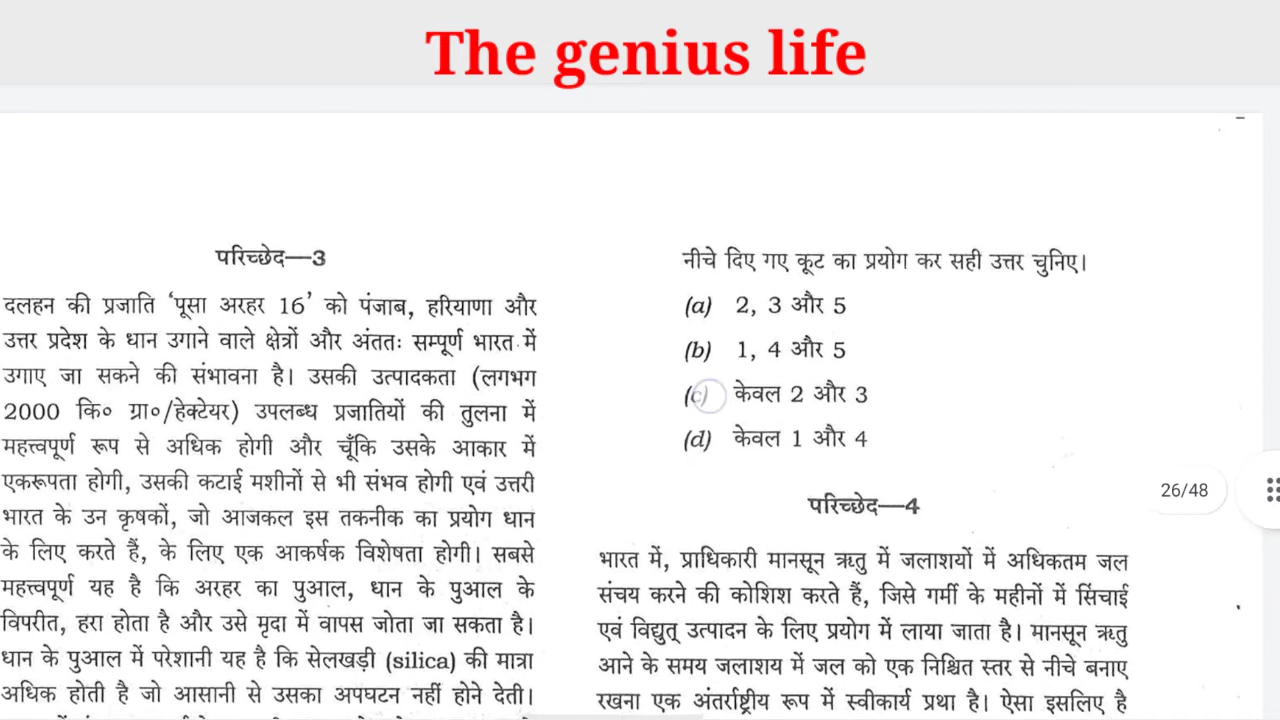 The genius life
परिच्छेद—3
दलहन की प्रजाति ‘पूसा अरहर 16’ को पंजाब, हरियाणा और
उत्तर प्रदेश के धान उगाने वाले क्षेत्रों और अंततः सम्पूर्ण भारत में
उगाए जा सकने की संभावना है। उसकी उत्पादकता (लगभग
2000 कि० ग्रा०/हेक्टेयर) उपलब्ध प्रजातियों की तुलना में
महत्त्वपूर्ण रूप से अधिक होगी और चूँकि उसके आकार में
एकरूपता होगी, उसकी कटाई मशीनों से भी संभव होगी एवं उत्तरी
भारत के उन कृषकों, जो आजकल इस तकनीक का प्रयोग धान
के लिए करते हैं, के लिए एक आकर्षक विशेषता होगी। सबसे
महत्त्वपूर्ण यह है कि अरहर का पुआल, धान के पुआल के
विपरीत, हरा होता है और उसे मृदा में वापस जोता जा सकता है।
धान के पुआल में परेशानी यह है कि सेलखड़ी (silica) की मात्रा
अधिक होती है जो आसानी से उसका अपघटन नहीं होने देती।
नीचे दिए गए कूट का प्रयोग कर सही उत्तर चुनिए।
(a) 2, 3 और 5
(b) 1, 4 और 5
(c) केवल 2 और 3
(d) केवल 1 और 4
परिच्छेद—4
भारत में, प्राधिकारी मानसून ऋतु में जलाशयों में अधिकतम जल
संचय करने की कोशिश करते हैं, जिसे गर्मी के महीनों में सिंचाई
एवं विद्युत् उत्पादन के लिए प्रयोग में लाया जाता है। मानसून ऋतु
आने के समय जलाशय में जल को एक निश्चित स्तर से नीचे बनाए
रखना एक अंतर्राष्ट्रीय रूप में स्वीकार्य प्रथा है। ऐसा इसलिए है
26/48